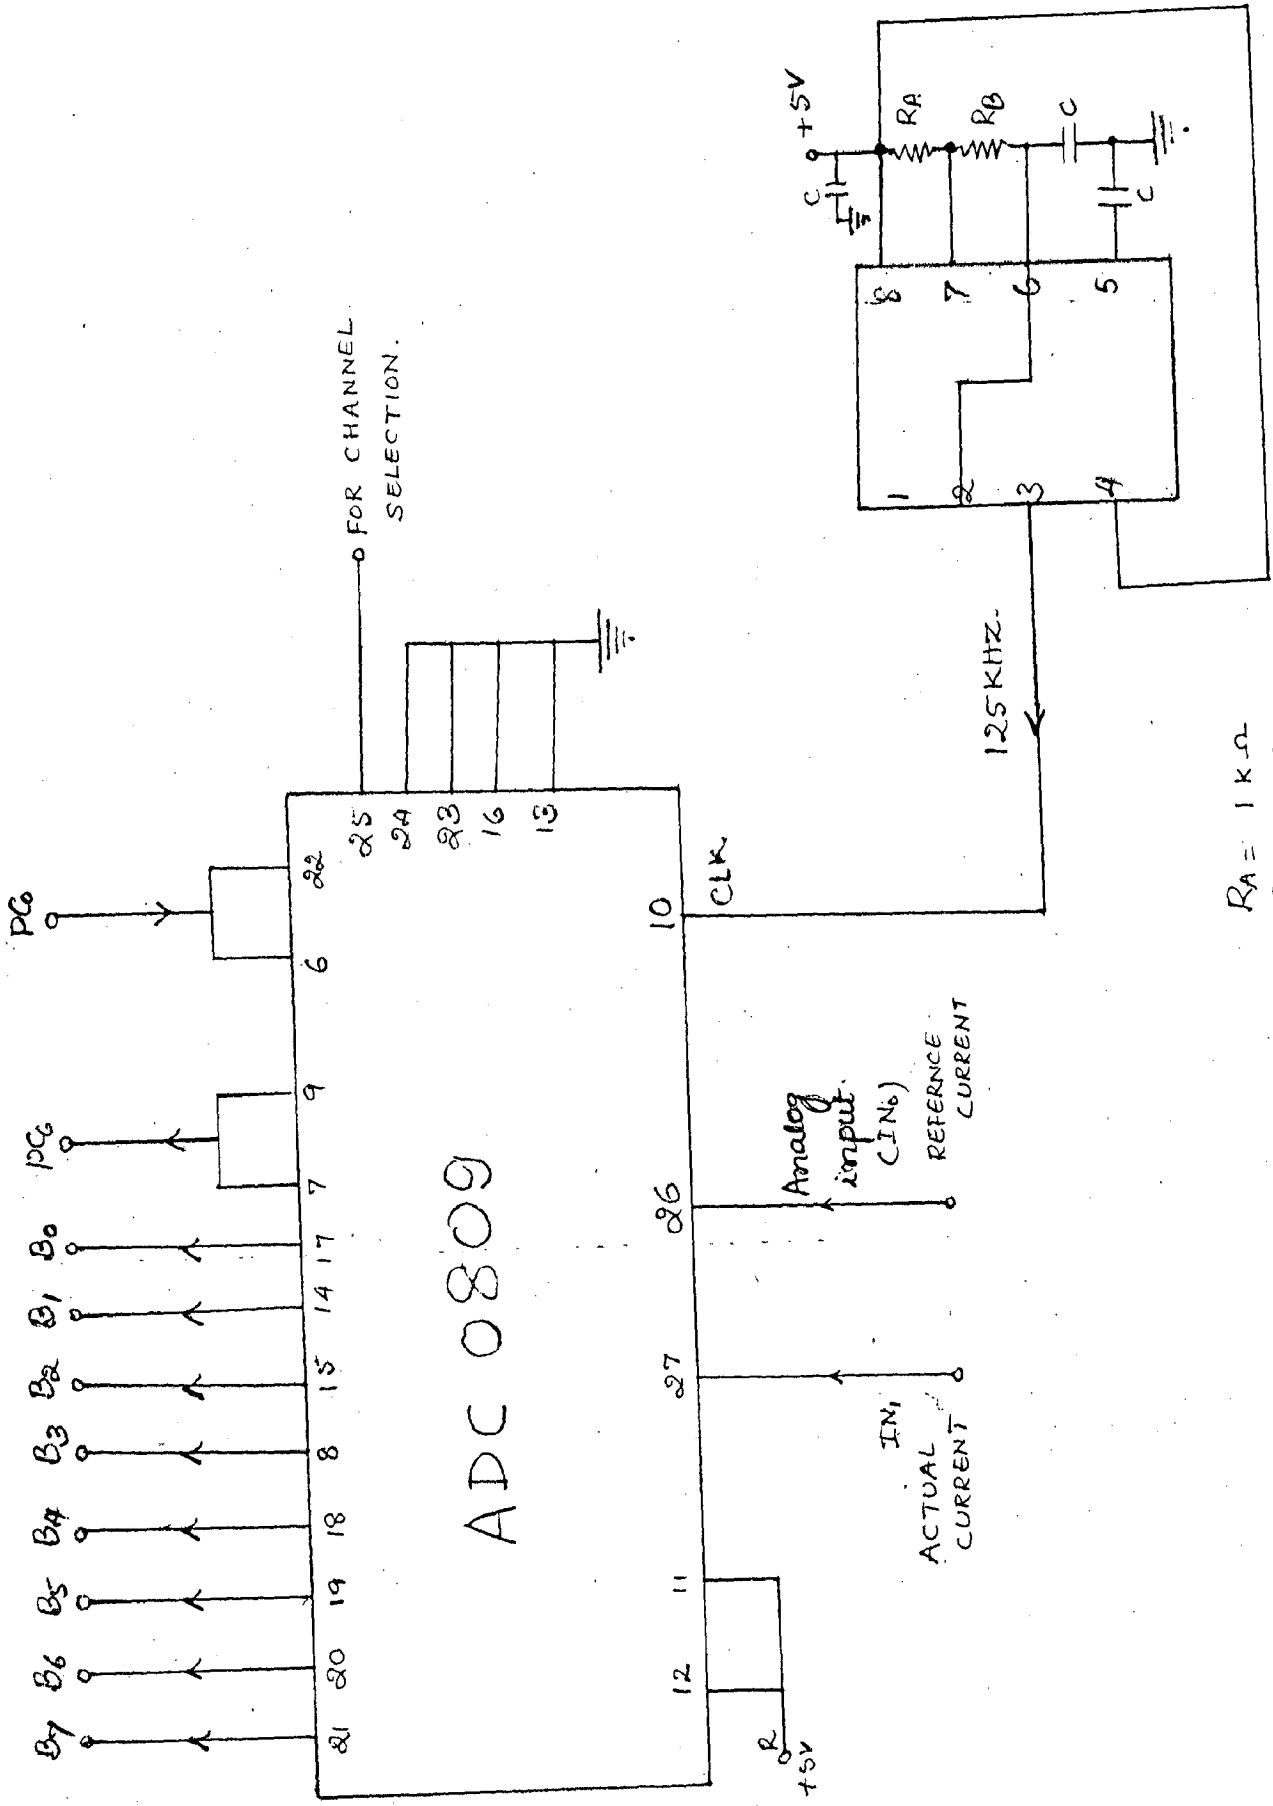 B7
B6
B5
B4
B3
B2
B1
B0
PC6
PC0
21
20
19
18
8
15
14
17
7
9
6
22
ADC 0809
25
24
23
16
13
FOR CHANNEL
SELECTION.
12
11
27
26
10
CLK
R
+5V
IN1
ACTUAL
CURRENT
Analog
input.
(IN0)
REFERNCE
CURRENT
125 KHZ.
1
2
3
4
8
7
6
5
+5V
C
RA
RB
C
C
RA = 1 K Ω